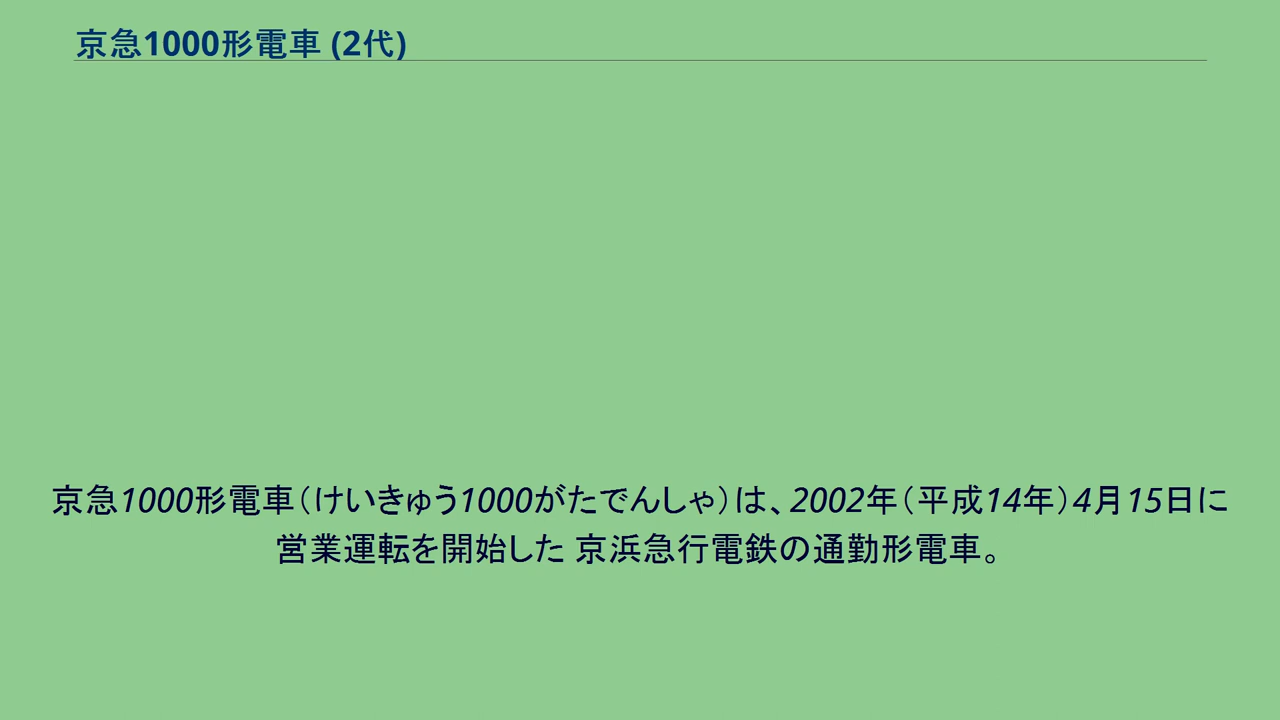 京急1000形電車 (2代)
京急1000形電車（けいきゅう1000がたでんしゃ）は、2002年（平成14年）4月15日に
営業運転を開始した 京浜急行電鉄の通勤形電車。